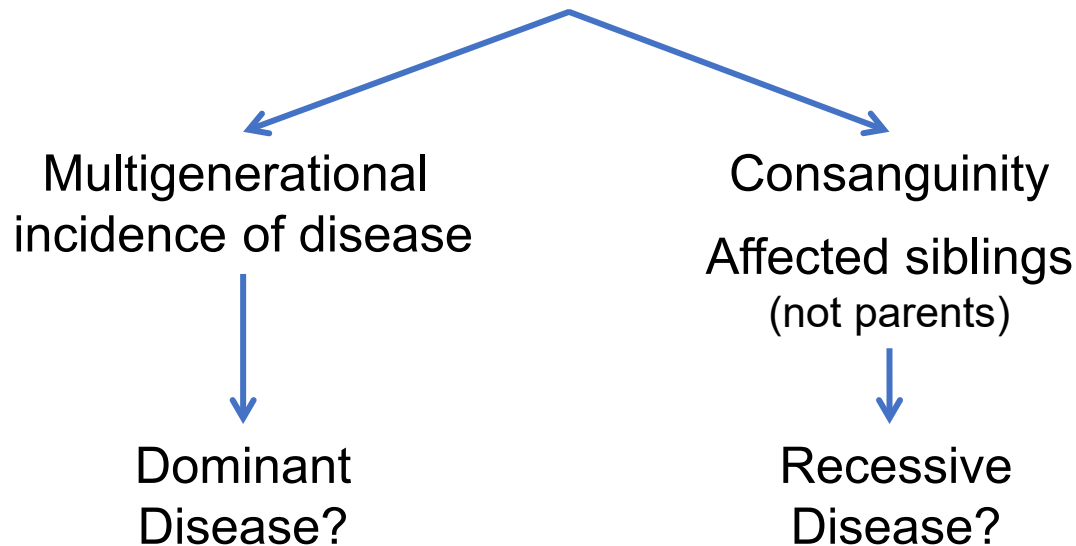 Multigenerational
incidence of disease
Dominant
Disease?
Consanguinity
Affected siblings
(not parents)
Recessive
Disease?